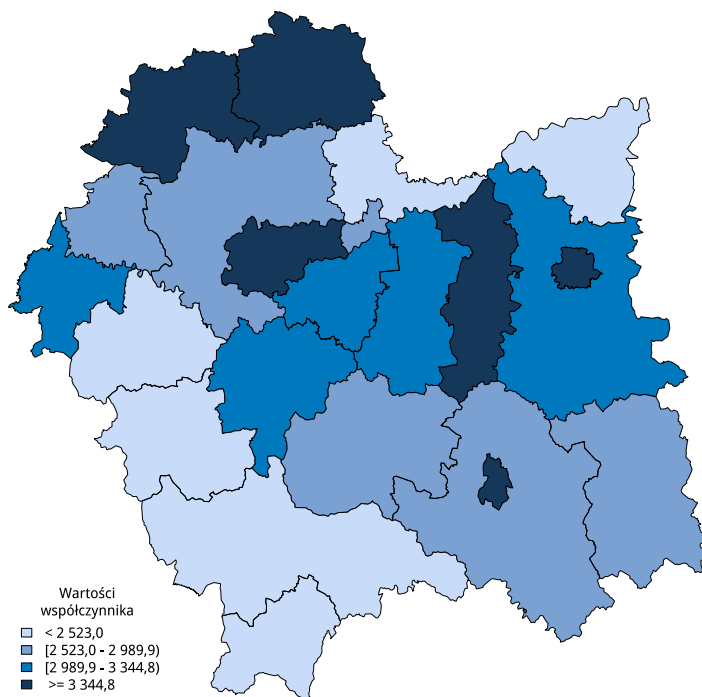 Wartości
współczynnika
< 2 523,0
[2 523,0 - 2 989,9)
[2 989,9 - 3 344,8)
>= 3 344,8